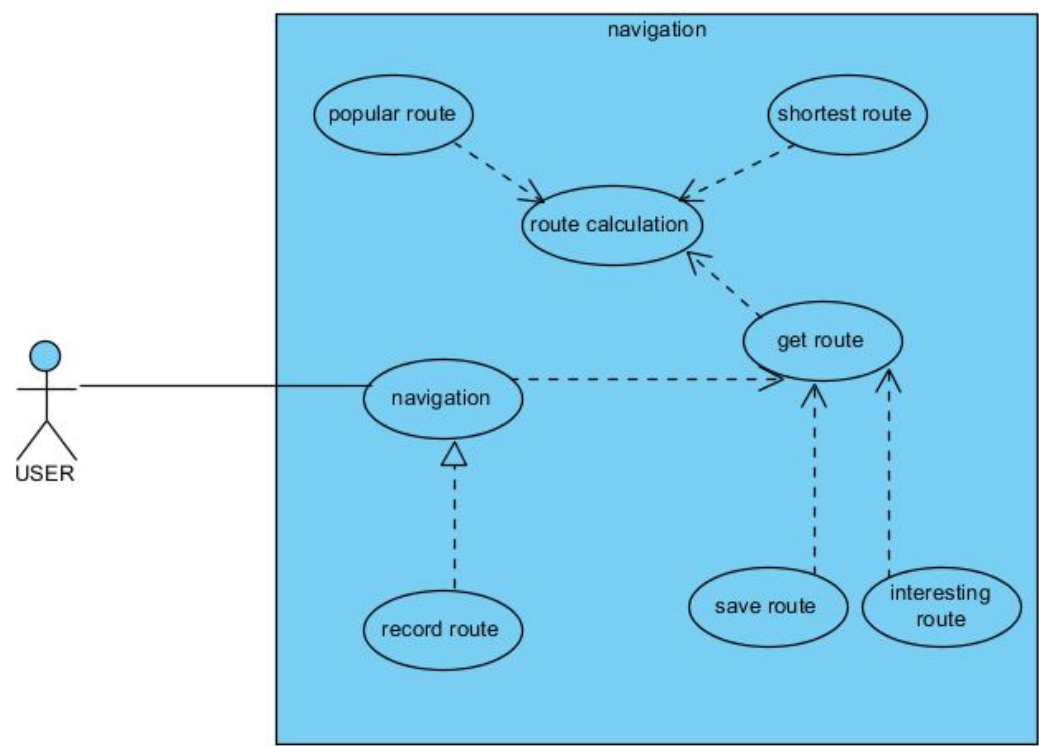 navigation
popular route
shortest route
route calculation
get route
navigation
USER
record route
save route
interesting
route